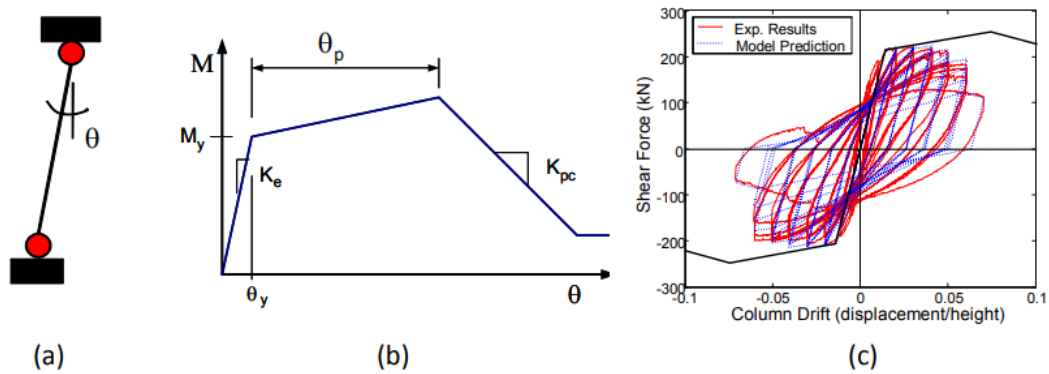 θ
(a)
M
θp
My
Ke
Kpc
θy
θ
(b)
300
200
100
0
-100
-200
-300
Shear Force (kN)
Exp. Results
Model Prediction
-0.1
-0.05
0
0.05
0.1
Column Drift (displacement/height)
(c)